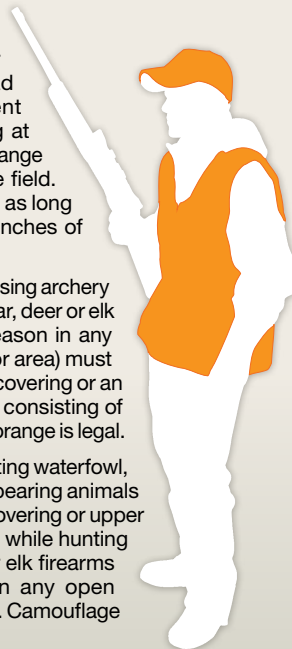 ent
g at
ange
e field.
as long
nches of
sing archery
ar, deer or elk
eason in any
or area) must
covering or an
consisting of
orange is legal.
ting waterfowl,
bearing animals
overing or upper
while hunting
elk firearms
n any open
. Camouflage